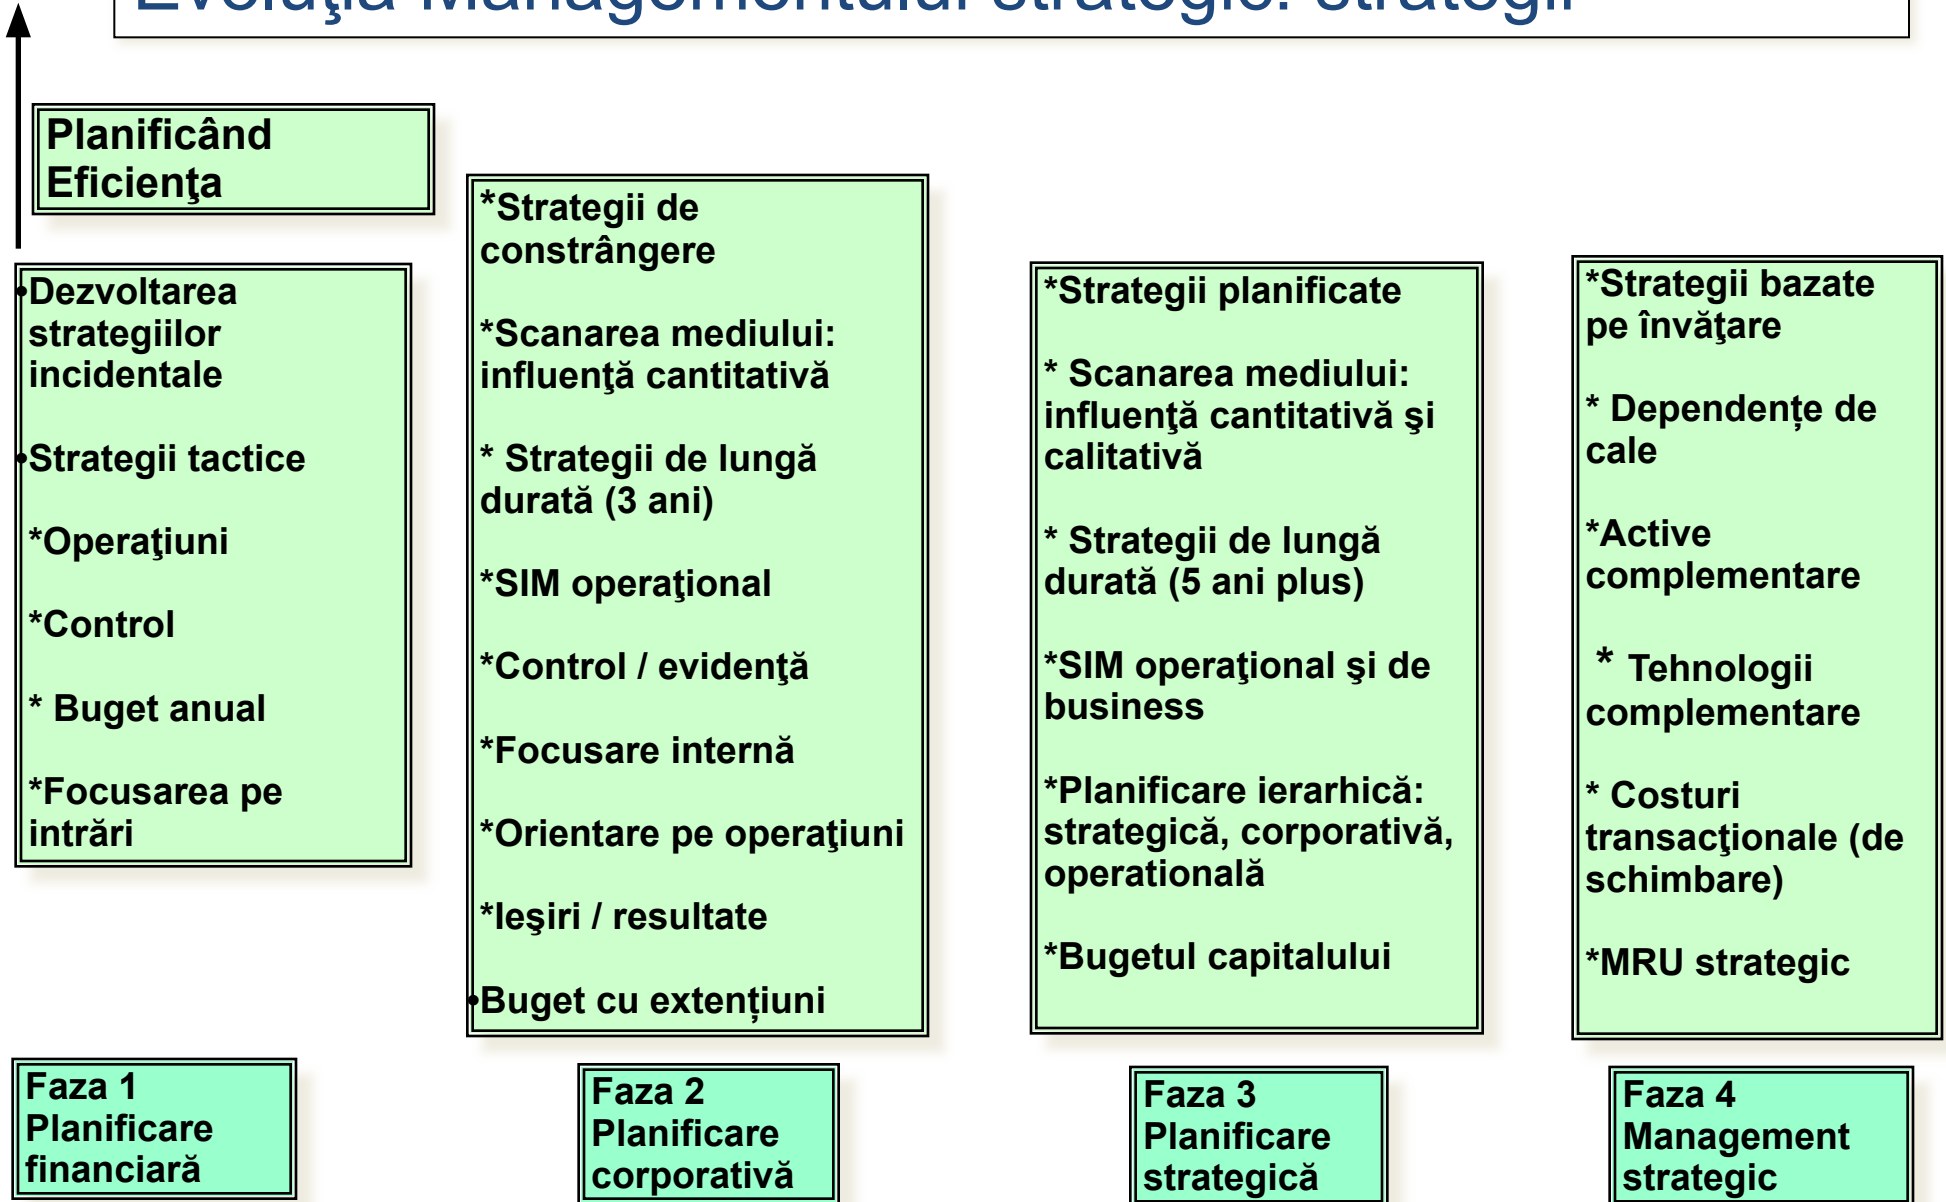 Evoluţia Managementului strategic: strategii
Planificând
Eficienţa
•Dezvoltarea
strategiilor
incidentale
•Strategii tactice
*Operaţiuni
*Control
* Buget anual
*Focusarea pe
intrări
*Strategii de
constrângere
*Scanarea mediului:
influenţă cantitativă
* Strategii de lungă
durată (3 ani)
*SIM operaţional
*Control / evidenţă
*Focusare internă
*Orientare pe operaţiuni
*Ieşiri / resultate
•Buget cu extențiuni
*Strategii planificate
* Scanarea mediului:
influenţă cantitativă şi
calitativă
* Strategii de lungă
durată (5 ani plus)
*SIM operaţional şi de
business
*Planificare ierarhică:
strategică, corporativă,
operatională
*Bugetul capitalului
*Strategii bazate
pe învăţare
* Dependențe de
cale
*Active
complementare
* Tehnologii
complementare
* Costuri
transacţionale (de
schimbare)
*MRU strategic
Faza 1
Planificare
financiară
Faza 2
Planificare
corporativă
Faza 3
Planificare
strategică
Faza 4
Management
strategic